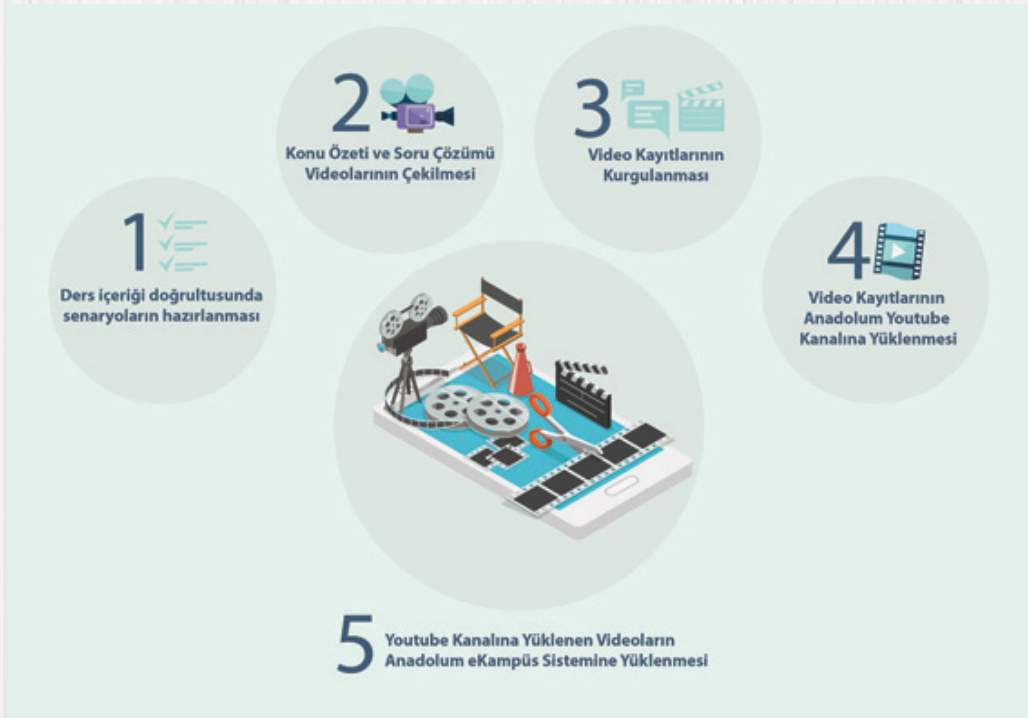 1
Ders içeriği doğrultusunda
senaryoların hazırlanması
2
Konu Özeti ve Soru Çözümü
Videolarının Çekilmesi
3
Video Kayıtlarının
Kurgulanması
4
Video Kayıtlarının
Anadolum Youtube
Kanalına Yüklenmesi
5
Youtube Kanalına Yüklenen Videoların
Anadolum eKampüs Sistemine Yüklenmesi